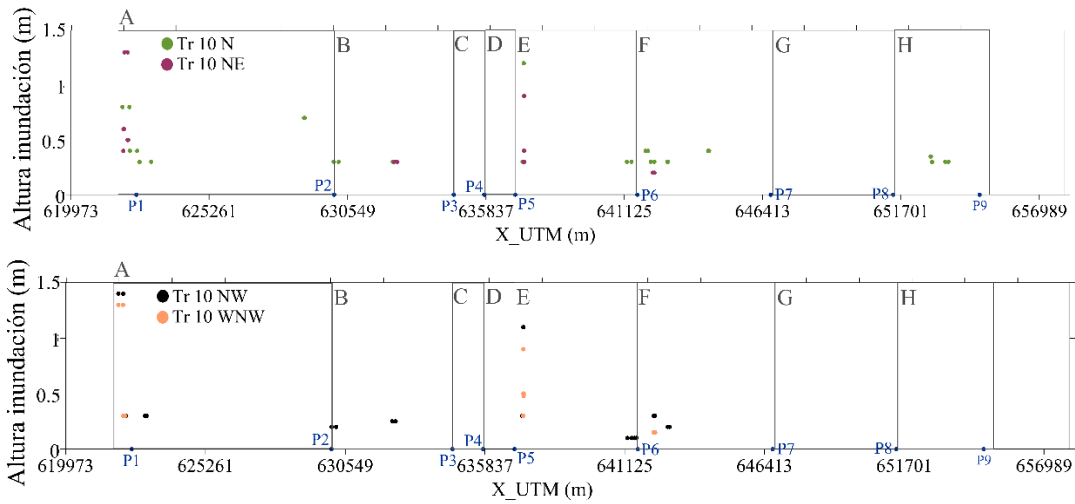 A
1.5
Tr 10 N
Tr 10 NE
B
C
D
E
F
G
H
Altura inundación (m)
1
0.5
0
P1
P2
P3
P4
P5
P6
P7
P8
P9
619973
625261
630549
635837
641125
646413
651701
656989
X_UTM (m)
A
1.5
Tr 10 NW
Tr 10 WNW
B
C
D
E
F
G
H
Altura inundación (m)
1
0.5
0
P1
P2
P3
P4
P5
P6
P7
P8
P9
619973
625261
630549
635837
641125
646413
651701
656989
X_UTM (m)